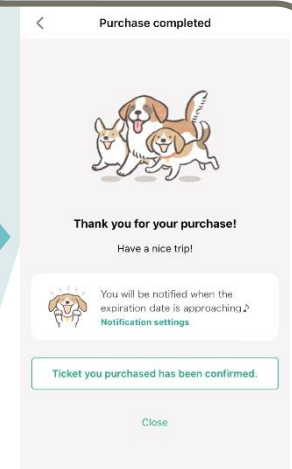 Purchase completed
Thank you for your purchase!
Have a nice trip!
You will be notified when the
expiration date is approaching♪
Notification settings
Ticket you purchased has been confirmed.
Close